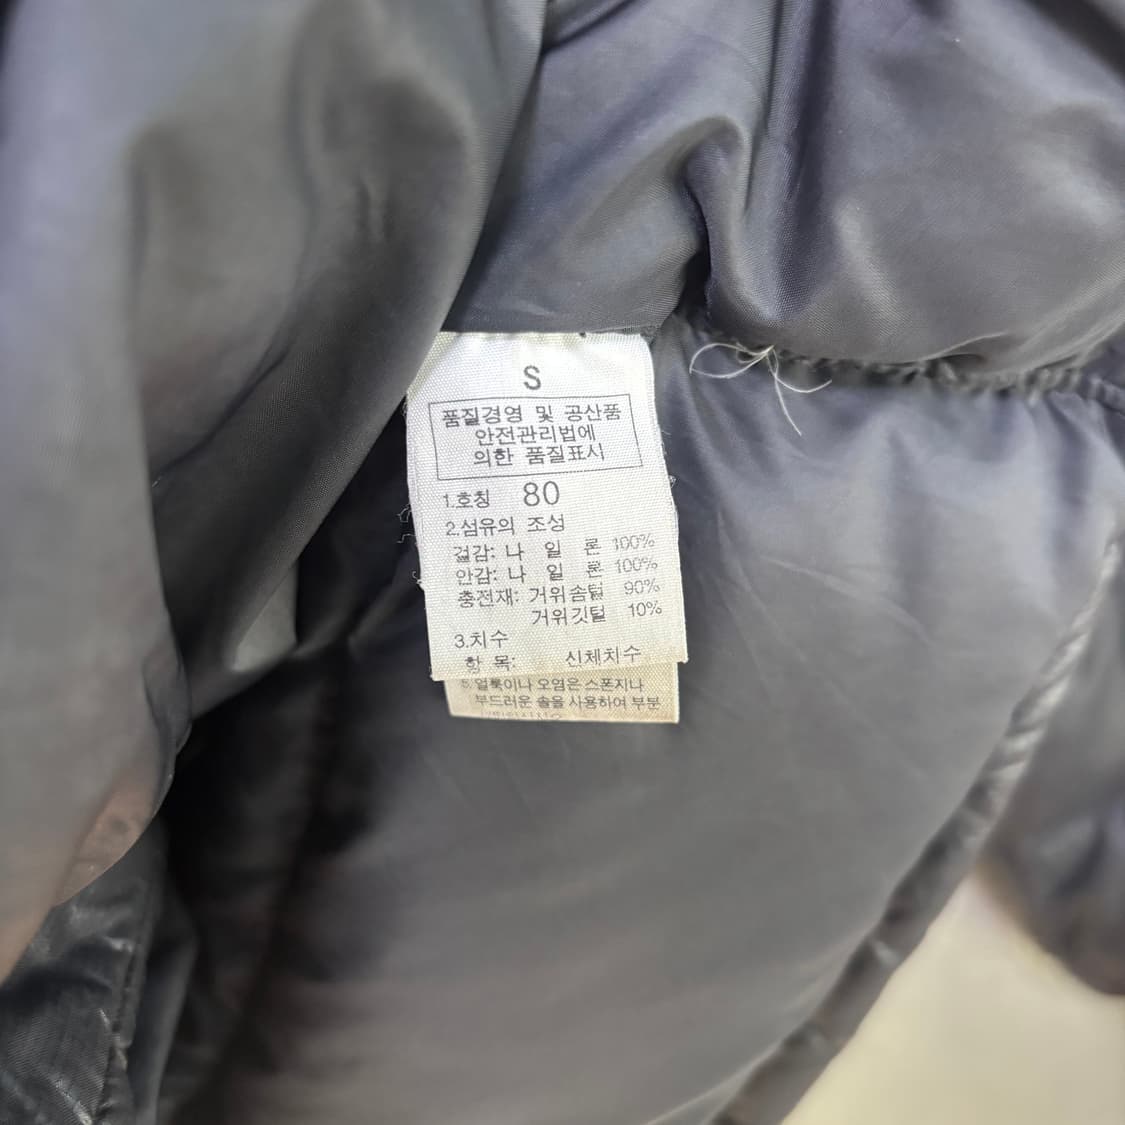 S
품질경영 및 공산품
안전관리법에
의한 품질표시
1.호칭 80
2.섬유의 조성
겉감: 나 일 론 100%
안감: 나 일 론 100%
충전재: 거위솜털 90%
거위깃털 10%
3.치수
항 목: 신체치수
5.얼룩이나 오염은 스폰지나
부드러운 솔을 사용하여 부분